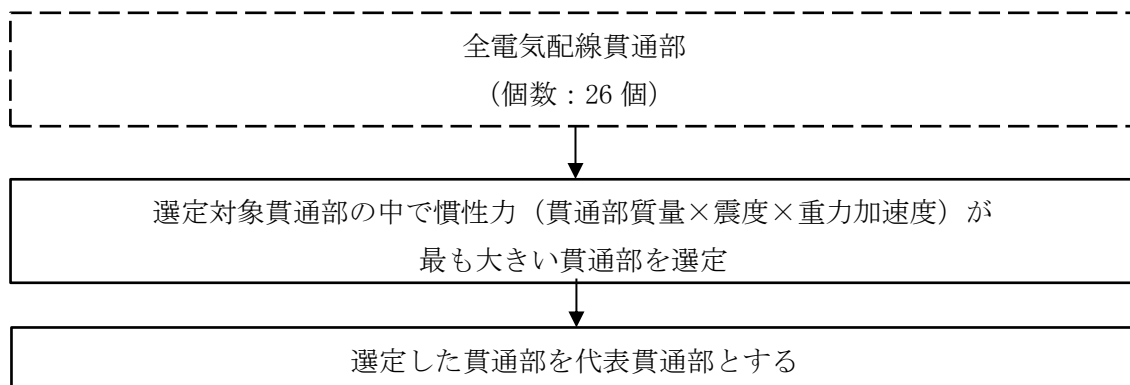 全電気配線貫通部
（個数：26 個）
選定対象貫通部の中で慣性力（貫通部質量×震度×重力加速度）が
最も大きい貫通部を選定
選定した貫通部を代表貫通部とする